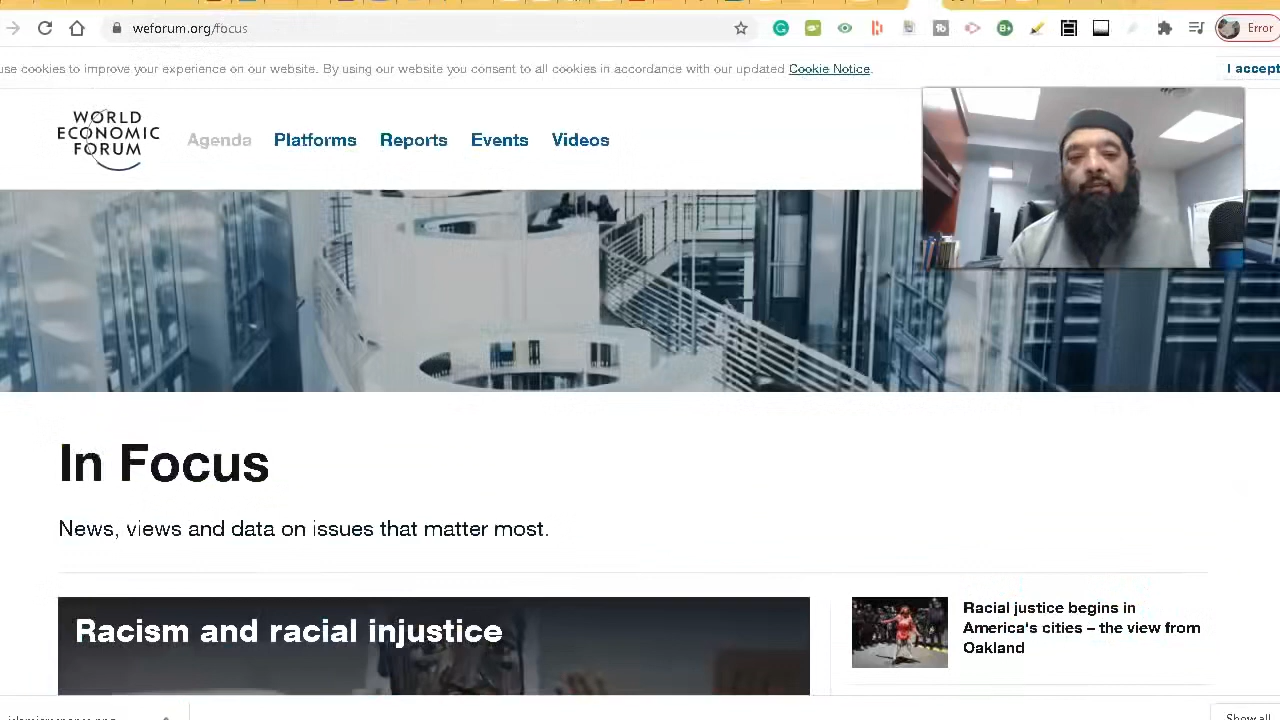 weforum.org/focus
Error
use cookies to improve your experience on our website. By using our website you consent to all cookies in accordance with our updated Cookie Notice.
I accept
WORLD
ECONOMIC
FORUM
Agenda
Platforms
Reports
Events
Videos
In Focus
News, views and data on issues that matter most.
Racism and racial injustice
Racial justice begins in
America's cities – the view from
Oakland
Show all